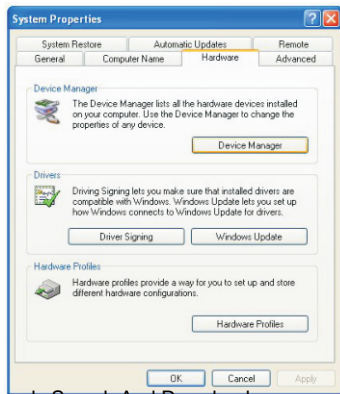 System Properties
System Restore Automatic Updates Remote
General Computer Name Hardware Advanced
Device Manager
The Device Manager lists all the hardware devices installed
on your computer. Use the Device Manager to change the
properties of any device.
Device Manager
Drivers
Driving Signing lets you make sure that installed drivers are
compatible with Windows. Windows Update lets you set up
how Windows connects to Windows Update for drivers.
Driver Signing Windows Update
Hardware Profiles
Hardware profiles provide a way for you to set up and store
different hardware configurations.
Hardware Profiles
OK Cancel Apply